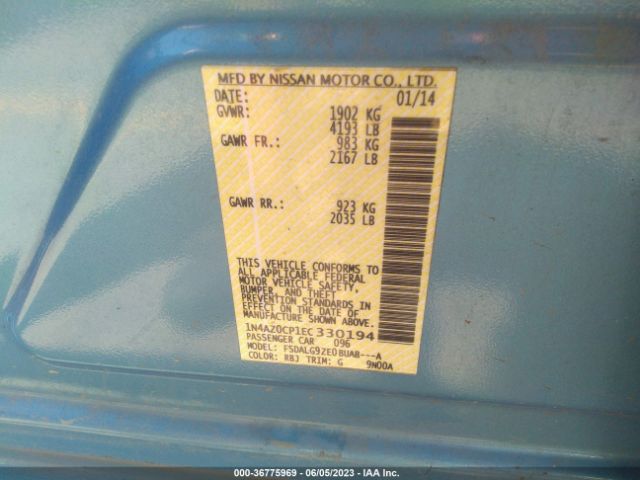 MFD BY NISSAN MOTOR CO., LTD.
DATE: 01/14
GVWR: 1902 KG
4193 LB
GAWR FR.: 983 KG
2167 LB
GAWR RR.: 923 KG
2035 LB
THIS VEHICLE CONFORMS TO
ALL APPLICABLE FEDERAL
MOTOR VEHICLE SAFETY,
BUMPER, AND THEFT
PREVENTION STANDARDS IN
EFFECT ON THE DATE OF
MANUFACTURE SHOWN ABOVE.
1N4AZ0CP1EC330194
PASSENGER CAR 096
MODEL: FSDALG9ZE0BUAB---A
COLOR: RBJ TRIM: G 9N00A
000-36775969 - 06/05/2023 - IAA Inc.